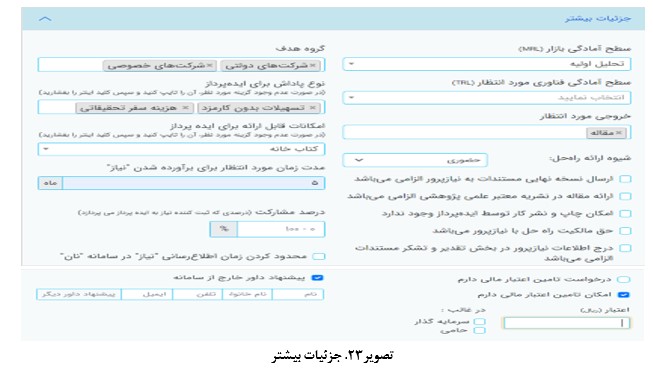 جزئیات بیشتر
سطح آمادگی بازار (MRL)
تحلیل اولیه
سطح آمادگی فناوری مورد انتظار (TRL)
انتخاب نمایید
خروجی مورد انتظار
× مقاله
شیوه ارائه راه‌حل:
حضوری
ارسال نسخه نهایی مستندات به نیازپرور الزامی می‌باشد
ارائه مقاله در نشریه معتبر علمی پژوهشی الزامی می‌باشد
امکان چاپ و نشر کار توسط ایده‌پرداز وجود ندارد
حق مالکیت راه حل با نیازپرور می‌باشد
درج اطلاعات نیازپرور در بخش تقدیر و تشکر مستندات
الزامی می‌باشد
گروه هدف
× شرکت‌های دولتی × شرکت‌های خصوصی
نوع پاداش برای ایده‌پرداز
(در صورت عدم وجود گزینه مورد نظر، آن را تایپ کنید و سپس کلید اینتر را بفشارید)
× تسهیلات بدون کارمزد × هزینه سفر تحقیقاتی
امکانات قابل ارائه برای ایده پرداز
(در صورت عدم وجود گزینه مورد نظر، آن را تایپ کنید و سپس کلید اینتر را بفشارید)
کتاب خانه
مدت زمان مورد انتظار برای برآورده شدن "نیاز"
۵ ماه
درصد مشارکت (درصدی که ثبت کننده نیاز به ایده پرداز می پردازد)
۰ - ۱۰۰ %
محدود کردن زمان اطلاع‌رسانی "نیاز" در سامانه "نان"
درخواست تامین اعتبار مالی دارم
امکان تامین اعتبار مالی دارم
اعتبار (ریال)
در غالب :
سرمایه گذار
حامی
پیشنهاد داور خارج از سامانه
نام نام خانوادگی تلفن ایمیل پیشنهاد داور دیگر
تصویر۲۳. جزئیات بیشتر